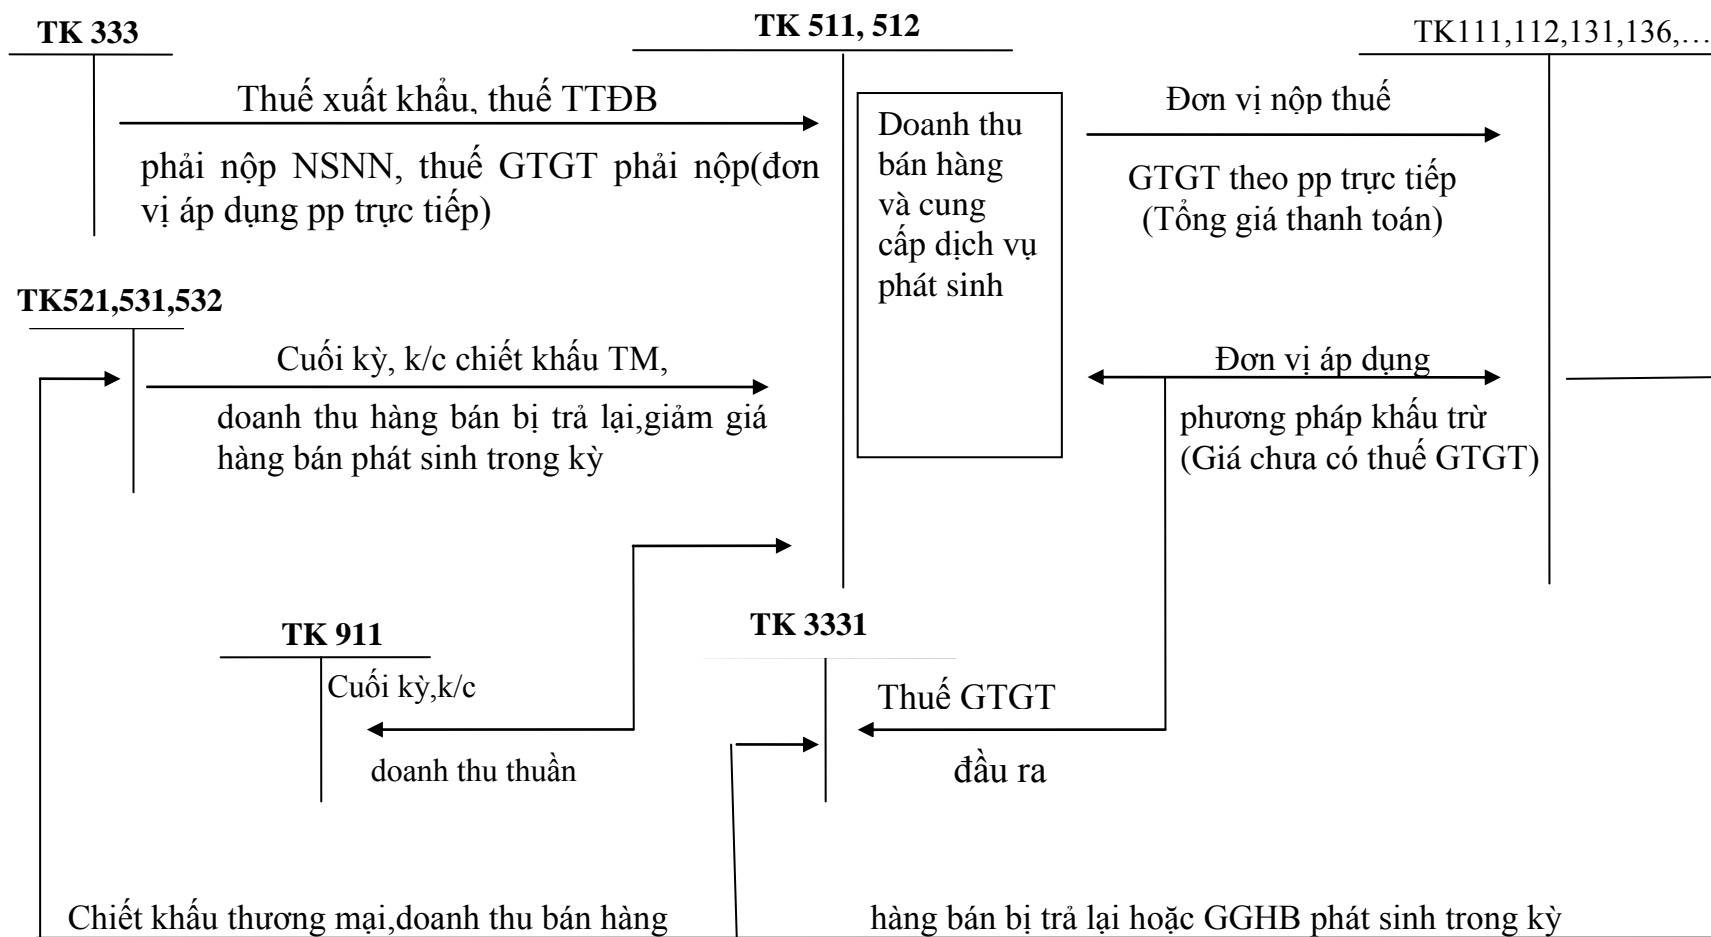 TK 333
TK 511, 512
TK111,112,131,136,…
Thuế xuất khẩu, thuế TTĐB
phải nộp NSNN, thuế GTGT phải nộp(đơn
vị áp dụng pp trực tiếp)
Doanh thu
bán hàng
và cung
cấp dịch vụ
phát sinh
Đơn vị nộp thuế
GTGT theo pp trực tiếp
(Tổng giá thanh toán)
TK521,531,532
Cuối kỳ, k/c chiết khấu TM,
doanh thu hàng bán bị trả lại,giảm giá
hàng bán phát sinh trong kỳ
Đơn vị áp dụng
phương pháp khấu trừ
(Giá chưa có thuế GTGT)
TK 911
Cuối kỳ,k/c
doanh thu thuần
TK 3331
Thuế GTGT
đầu ra
Chiết khấu thương mại,doanh thu bán hàng
hàng bán bị trả lại hoặc GGHB phát sinh trong kỳ